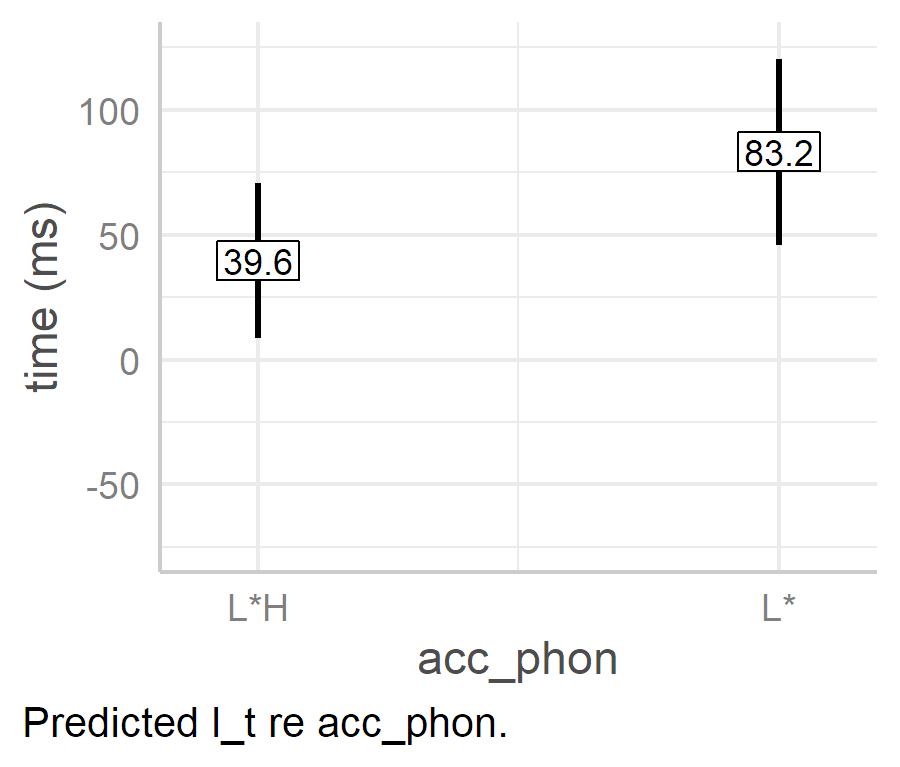 100
50
0
-50
time (ms)
83.2
39.6
L*H
L*
acc_phon
Predicted l_t re acc_phon.